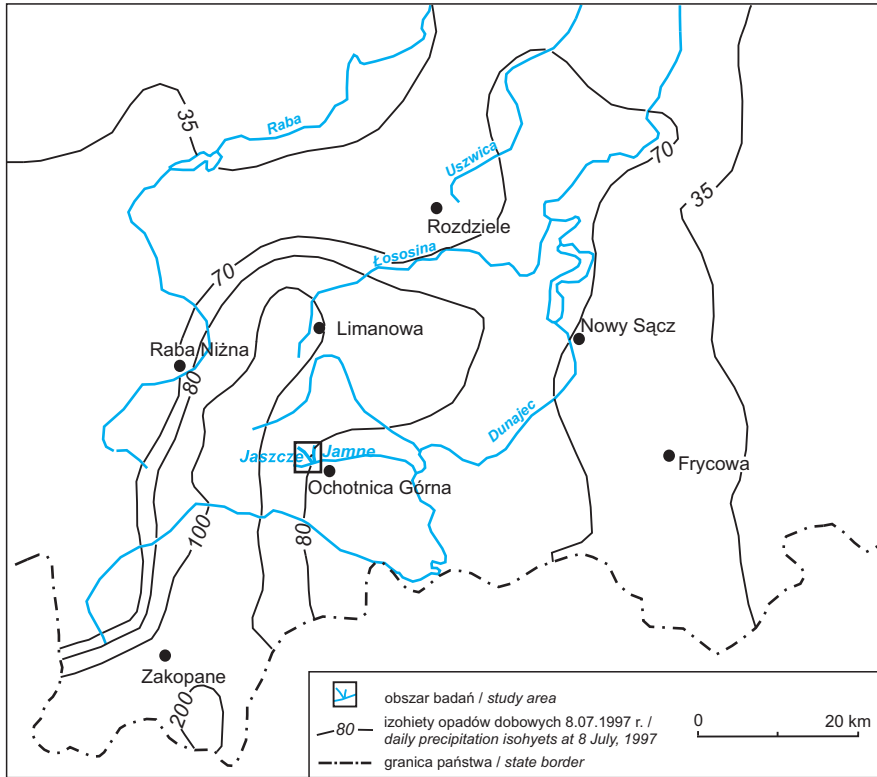 35
Raba
Uszwica
70
35
Rozdziele
Łososina
70
Limanowa
Nowy Sącz
Raba Niżna
80
Dunajec
Jaszcze Jamne
Frycowa
Ochotnica Górna
100
80
Zakopane
200
obszar badań / study area
80
izohiety opadów dobowych 8.07.1997 r. /
daily precipitation isohyets at 8 July, 1997
granica państwa / state border
0 20 km